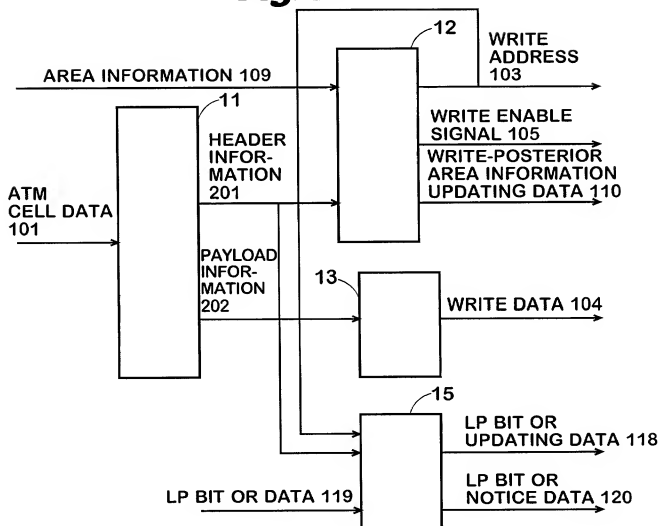 12
WRITE
ADDRESS
103
AREA INFORMATION 109
11
HEADER
INFOR-
MATION
201
WRITE ENABLE
SIGNAL 105
WRITE-POSTERIOR
AREA INFORMATION
UPDATING DATA 110
ATM
CELL DATA
101
PAYLOAD
INFOR-
MATION
202
13
WRITE DATA 104
15
LP BIT OR
UPDATING DATA 118
LP BIT OR DATA 119
LP BIT OR
NOTICE DATA 120